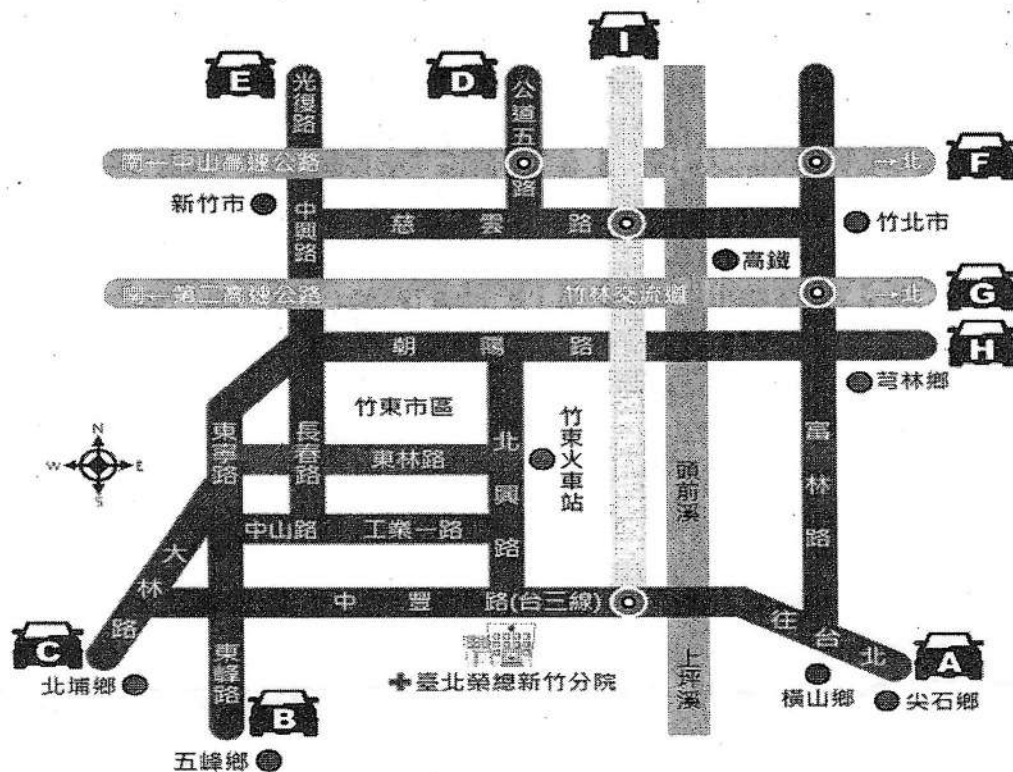 I
E
D
光復路
公道五路
南←中山高速公路
→北
F
新竹市
中興路
慈雲路
竹北市
高鐵
南←第二高速公路
竹林交流道
→北
G
朝陽路
H
芎林鄉
竹東市區
N
W
E
S
東寧路
長春路
東林路
北興路
竹東火車站
頭前溪
富林路
中山路
工業一路
大林路
中豐路(台三線)
往台北
C
A
北埔鄉
東峰路
B
臺北榮總新竹分院
上坪溪
橫山鄉
尖石鄉
五峰鄉